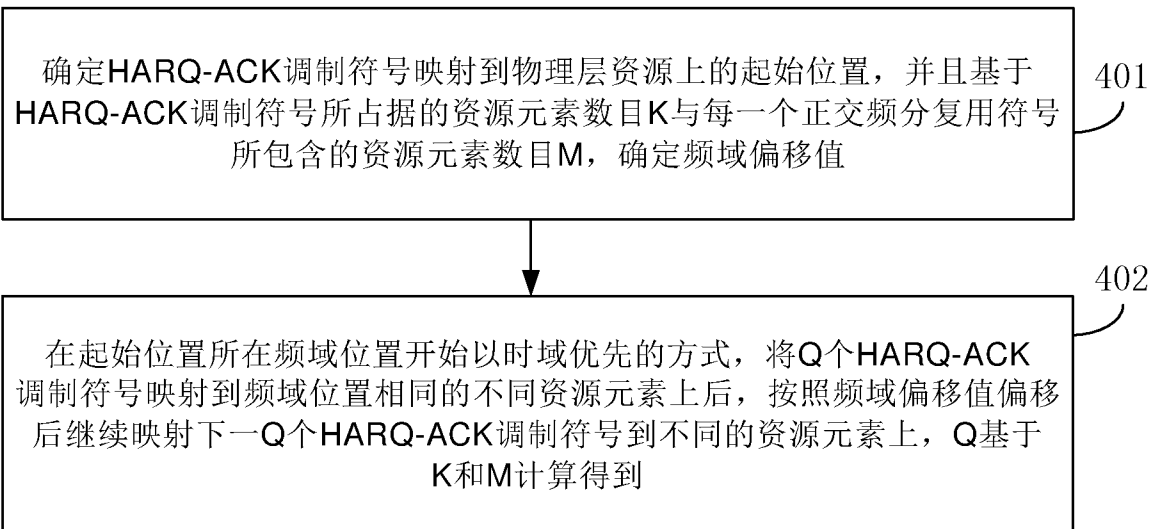 确定HARQ-ACK调制符号映射到物理层资源上的起始位置，并且基于
HARQ-ACK调制符号所占据的资源元素数目K与每一个正交频分复用符号
所包含的资源元素数目M，确定频域偏移值
401
402
在起始位置所在频域位置开始以时域优先的方式，将Q个HARQ-ACK
调制符号映射到频域位置相同的不同资源元素上后，按照频域偏移值偏移
后继续映射下一Q个HARQ-ACK调制符号到不同的资源元素上，Q基于
K和M计算得到